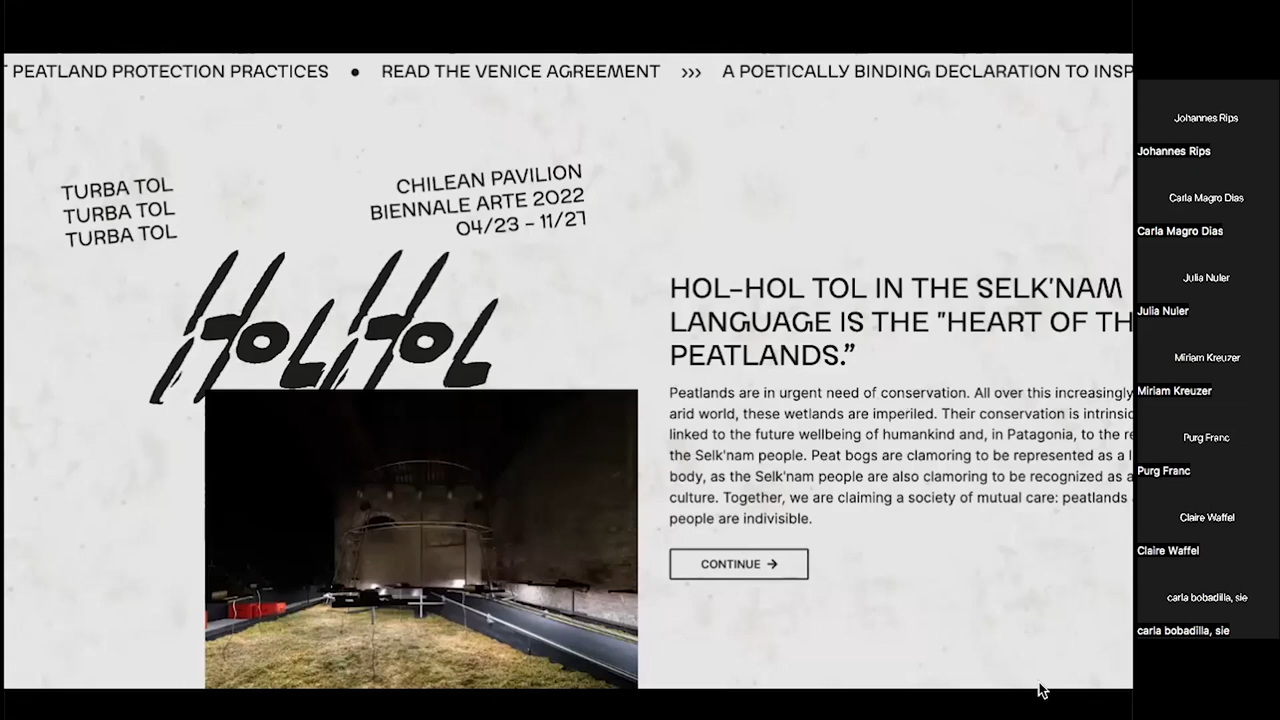 PEATLAND PROTECTION PRACTICES ● READ THE VENICE AGREEMENT ››› A POETICALLY BINDING DECLARATION TO INSP
TURBA TOL
TURBA TOL
TURBA TOL
CHILEAN PAVILION
BIENNALE ARTE 2022
04/23 – 11/27
HOL HOL
HOL–HOL TOL IN THE SELK'NAM
LANGUAGE IS THE "HEART OF TH
PEATLANDS.”
Peatlands are in urgent need of conservation. All over this increasingly
arid world, these wetlands are imperiled. Their conservation is intrinsic
linked to the future wellbeing of humankind and, in Patagonia, to the re
the Selk'nam people. Peat bogs are clamoring to be represented as a l
body, as the Selk'nam people are also clamoring to be recognized as a
culture. Together, we are claiming a society of mutual care: peatlands
people are indivisible.
CONTINUE →
Johannes Rips
Johannes Rips
Carla Magro Dias
Carla Magro Dias
Julia Nuler
Julia Nuler
Miriam Kreuzer
Miriam Kreuzer
Purg Franc
Purg Franc
Claire Waffel
Claire Waffel
carla bobadilla, sie
carla bobadilla, sie